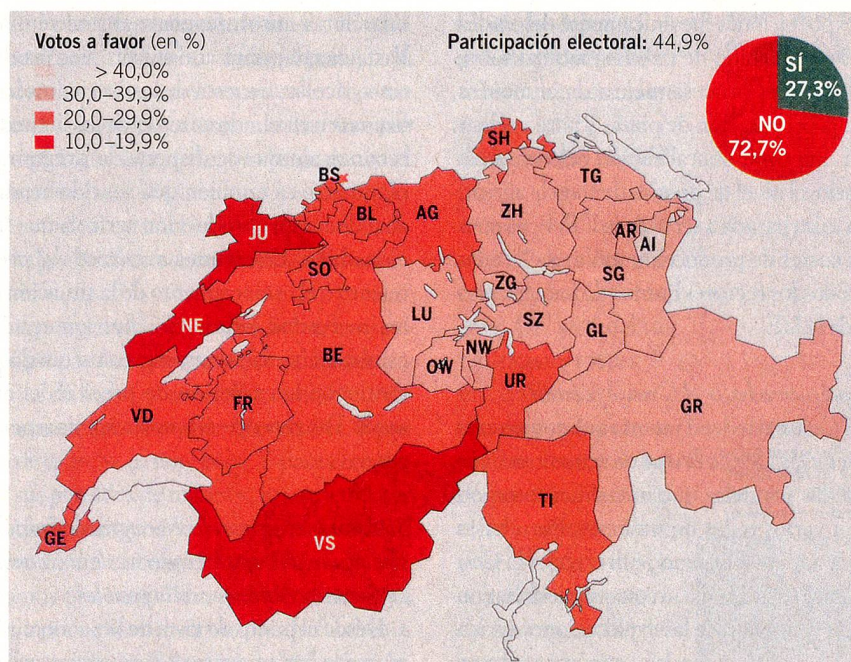 Votos a favor (en %)
> 40,0%
30,0–39,9%
20,0–29,9%
10,0–19,9%
Participación electoral: 44,9%
SÍ
27,3%
NO
72,7%
SH
BS
TG
BL
AG
ZH
JU
AR
AI
SO
SG
ZG
NE
LU
SZ
GL
NW
BE
OW
UR
GR
VD
FR
TI
GE
VS